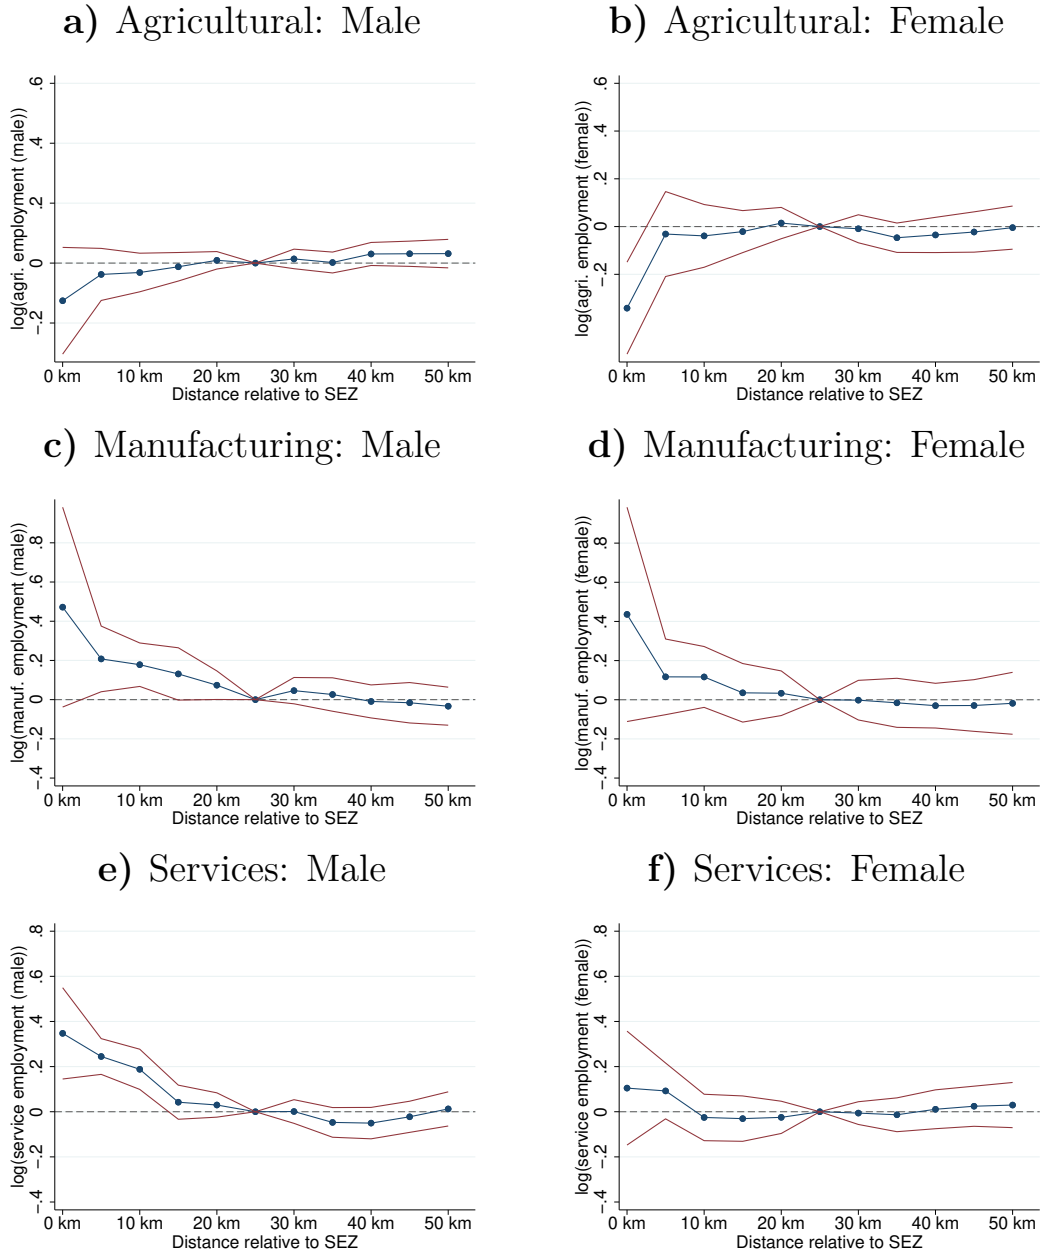 a) Agricultural: Male
b) Agricultural: Female
log(agri. employment (male))
.6
.4
.2
0
-.2
0 km 10 km 20 km 30 km 40 km 50 km
Distance relative to SEZ
log(agri. employment (female))
.6
.4
.2
0
-.2
0 km 10 km 20 km 30 km 40 km 50 km
Distance relative to SEZ
c) Manufacturing: Male
d) Manufacturing: Female
log(manuf. employment (male))
.8
.6
.4
.2
0
-.2
-.4
0 km 10 km 20 km 30 km 40 km 50 km
Distance relative to SEZ
log(manuf. employment (female))
.8
.6
.4
.2
0
-.2
-.4
0 km 10 km 20 km 30 km 40 km 50 km
Distance relative to SEZ
e) Services: Male
f) Services: Female
log(service employment (male))
.8
.6
.4
.2
0
-.2
-.4
0 km 10 km 20 km 30 km 40 km 50 km
Distance relative to SEZ
log(service employment (female))
.8
.6
.4
.2
0
-.2
-.4
0 km 10 km 20 km 30 km 40 km 50 km
Distance relative to SEZ